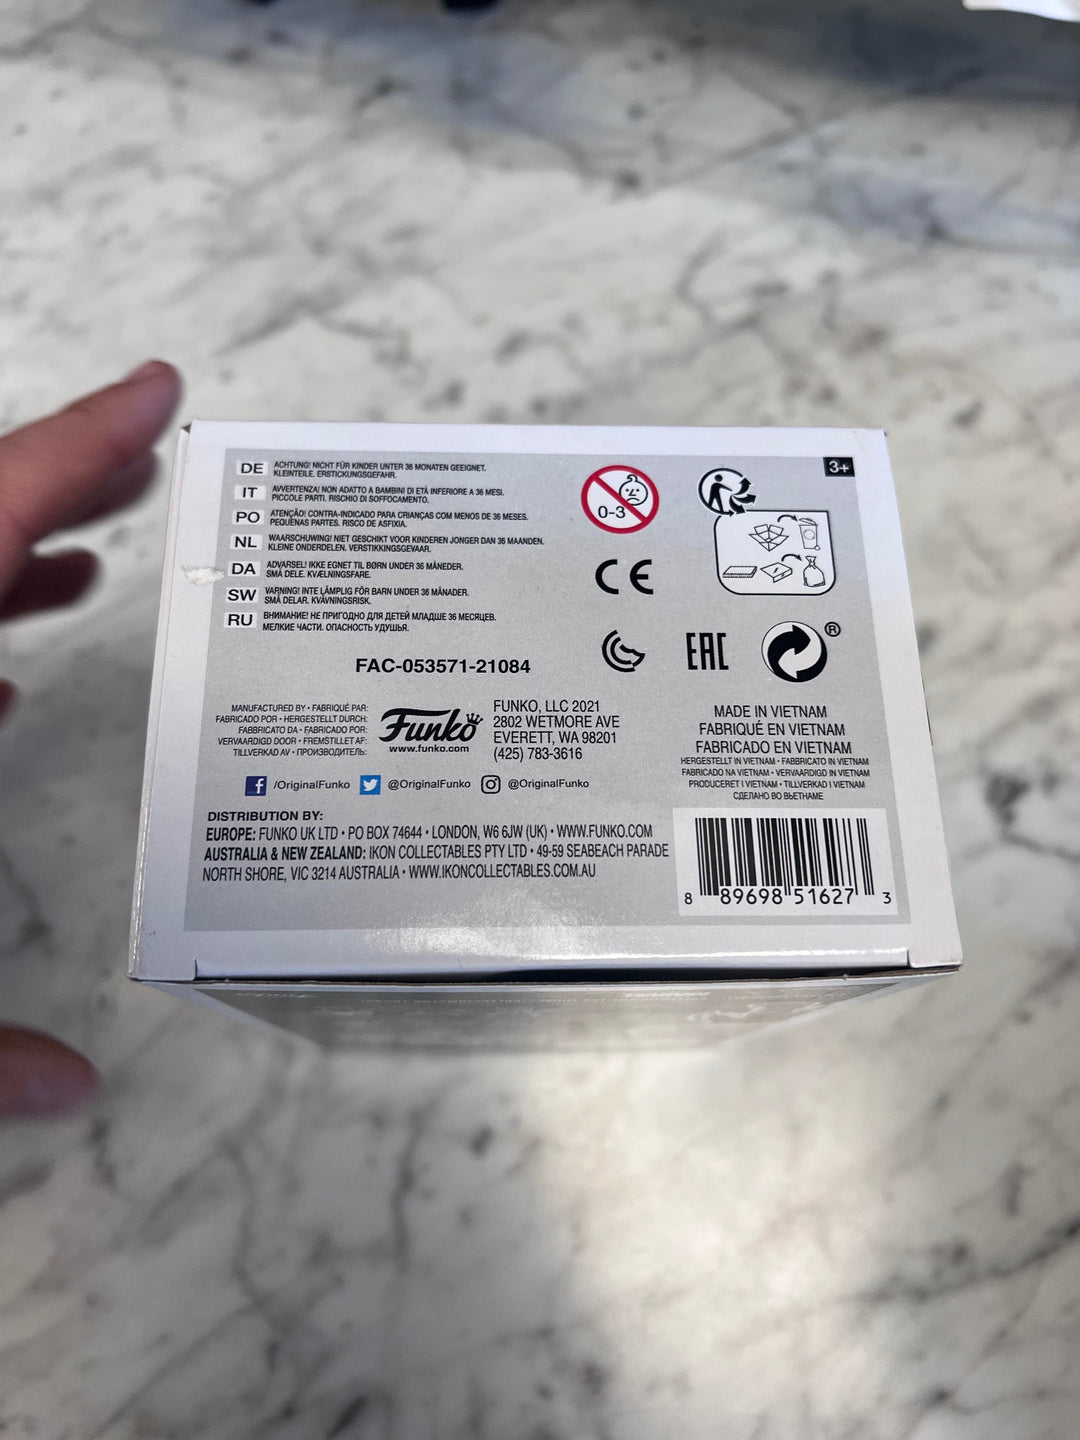 DE ACHTUNG! NICHT FÜR KINDER UNTER 36 MONATEN GEEIGNET.
KLEINTEILE. ERSTICKUNGSGEFAHR.
IT AVVERTENZA! NON ADATTO A BAMBINI DI ETÀ INFERIORE A 36 MESI.
PICCOLE PARTI. RISCHIO DI SOFFOCAMENTO.
PO ATENÇÃO! CONTRA-INDICADO PARA CRIANÇAS COM MENOS DE 36 MESES.
PEQUENAS PARTES. RISCO DE ASFIXIA.
NL WAARSCHUWING! NIET GESCHIKT VOOR KINDEREN JONGER DAN 36 MAANDEN.
KLEINE ONDERDELEN. VERSTIKKINGSGEVAAR.
DA ADVARSEL! IKKE EGNET TIL BØRN UNDER 36 MÅNEDER.
SMÅ DELE. KVÆLNINGSFARE.
SW VARNING! INTE LÄMPLIG FÖR BARN UNDER 36 MÅNADER.
SMÅ DELAR. KVÄVNINGSRISK.
RU ВНИМАНИЕ! НЕ ПРИГОДНО ДЛЯ ДЕТЕЙ МЛАДШЕ 36 МЕСЯЦЕВ.
МЕЛКИЕ ЧАСТИ. ОПАСНОСТЬ УДУШЬЯ.
0-3
3+
CE
EAC
®
FAC-053571-21084
MANUFACTURED BY • FABRIQUÉ PAR:
FABRICADO POR • HERGESTELLT DURCH:
FABBRICATO DA • FABRICADO POR:
VERVAARDIGD DOOR • FREMSTILLET AF:
TILLVERKAD AV • ПРОИЗВОДИТЕЛЬ:
Funko
www.funko.com
FUNKO, LLC 2021
2802 WETMORE AVE
EVERETT, WA 98201
(425) 783-3616
/OriginalFunko @OriginalFunko @OriginalFunko
MADE IN VIETNAM
FABRIQUÉ EN VIETNAM
FABRICADO EN VIETNAM
HERGESTELLT IN VIETNAM • FABBRICATO IN VIETNAM
FABRICADO NA VIETNAM • VERVAARDIGD IN VIETNAM
PRODUCERET I VIETNAM • TILLVERKAD I VIETNAM
СДЕЛАНО ВО ВЬЕТНАМЕ
DISTRIBUTION BY:
EUROPE: FUNKO UK LTD • PO BOX 74644 • LONDON, W6 6JW (UK) • WWW.FUNKO.COM
AUSTRALIA & NEW ZEALAND: IKON COLLECTABLES PTY LTD • 49-59 SEABEACH PARADE
NORTH SHORE, VIC 3214 AUSTRALIA • WWW.IKONCOLLECTABLES.COM.AU
8 89698 51627 3